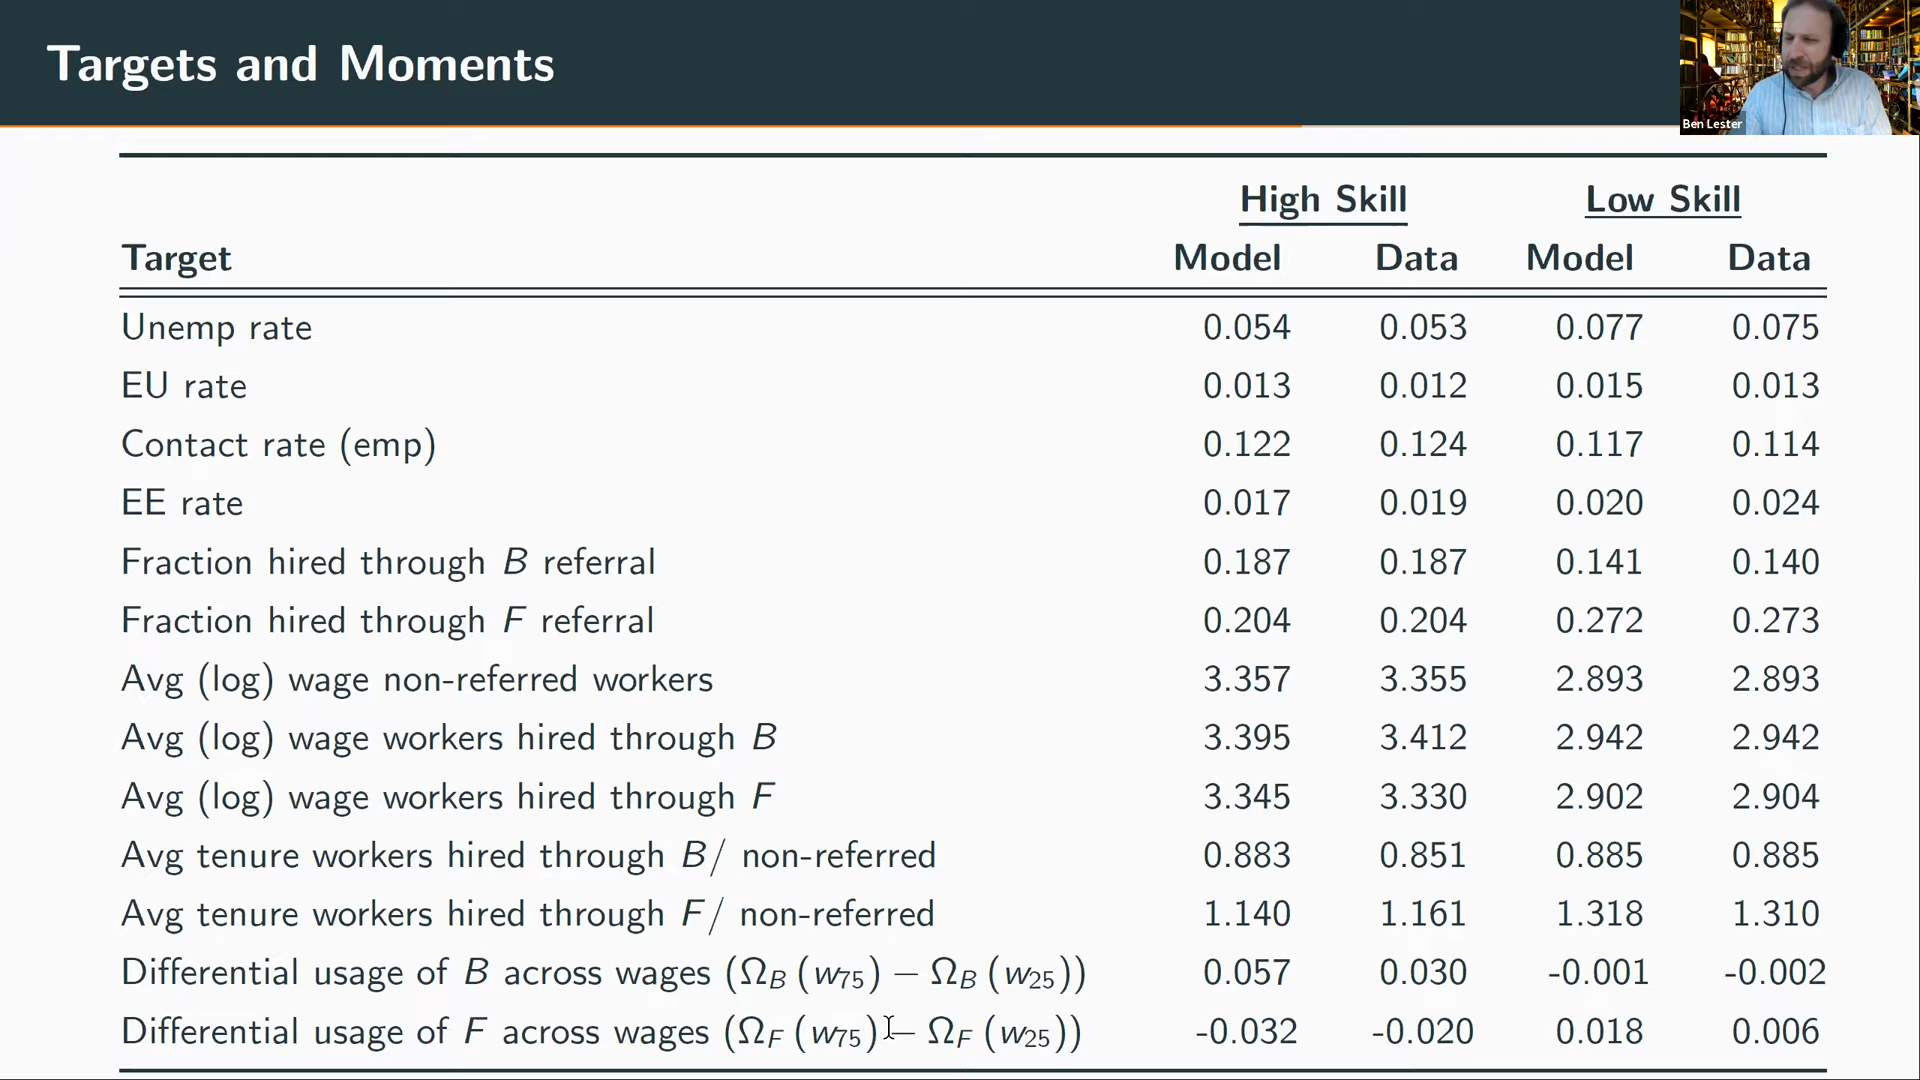 Targets and Moments
Ben Lester
High Skill Low Skill
Target Model Data Model Data
Unemp rate 0.054 0.053 0.077 0.075
EU rate 0.013 0.012 0.015 0.013
Contact rate (emp) 0.122 0.124 0.117 0.114
EE rate 0.017 0.019 0.020 0.024
Fraction hired through B referral 0.187 0.187 0.141 0.140
Fraction hired through F referral 0.204 0.204 0.272 0.273
Avg (log) wage non-referred workers 3.357 3.355 2.893 2.893
Avg (log) wage workers hired through B 3.395 3.412 2.942 2.942
Avg (log) wage workers hired through F 3.345 3.330 2.902 2.904
Avg tenure workers hired through B/ non-referred 0.883 0.851 0.885 0.885
Avg tenure workers hired through F/ non-referred 1.140 1.161 1.318 1.310
Differential usage of B across wages (Ω_B (w_75) − Ω_B (w_25)) 0.057 0.030 -0.001 -0.002
Differential usage of F across wages (Ω_F (w_75) − Ω_F (w_25)) -0.032 -0.020 0.018 0.006